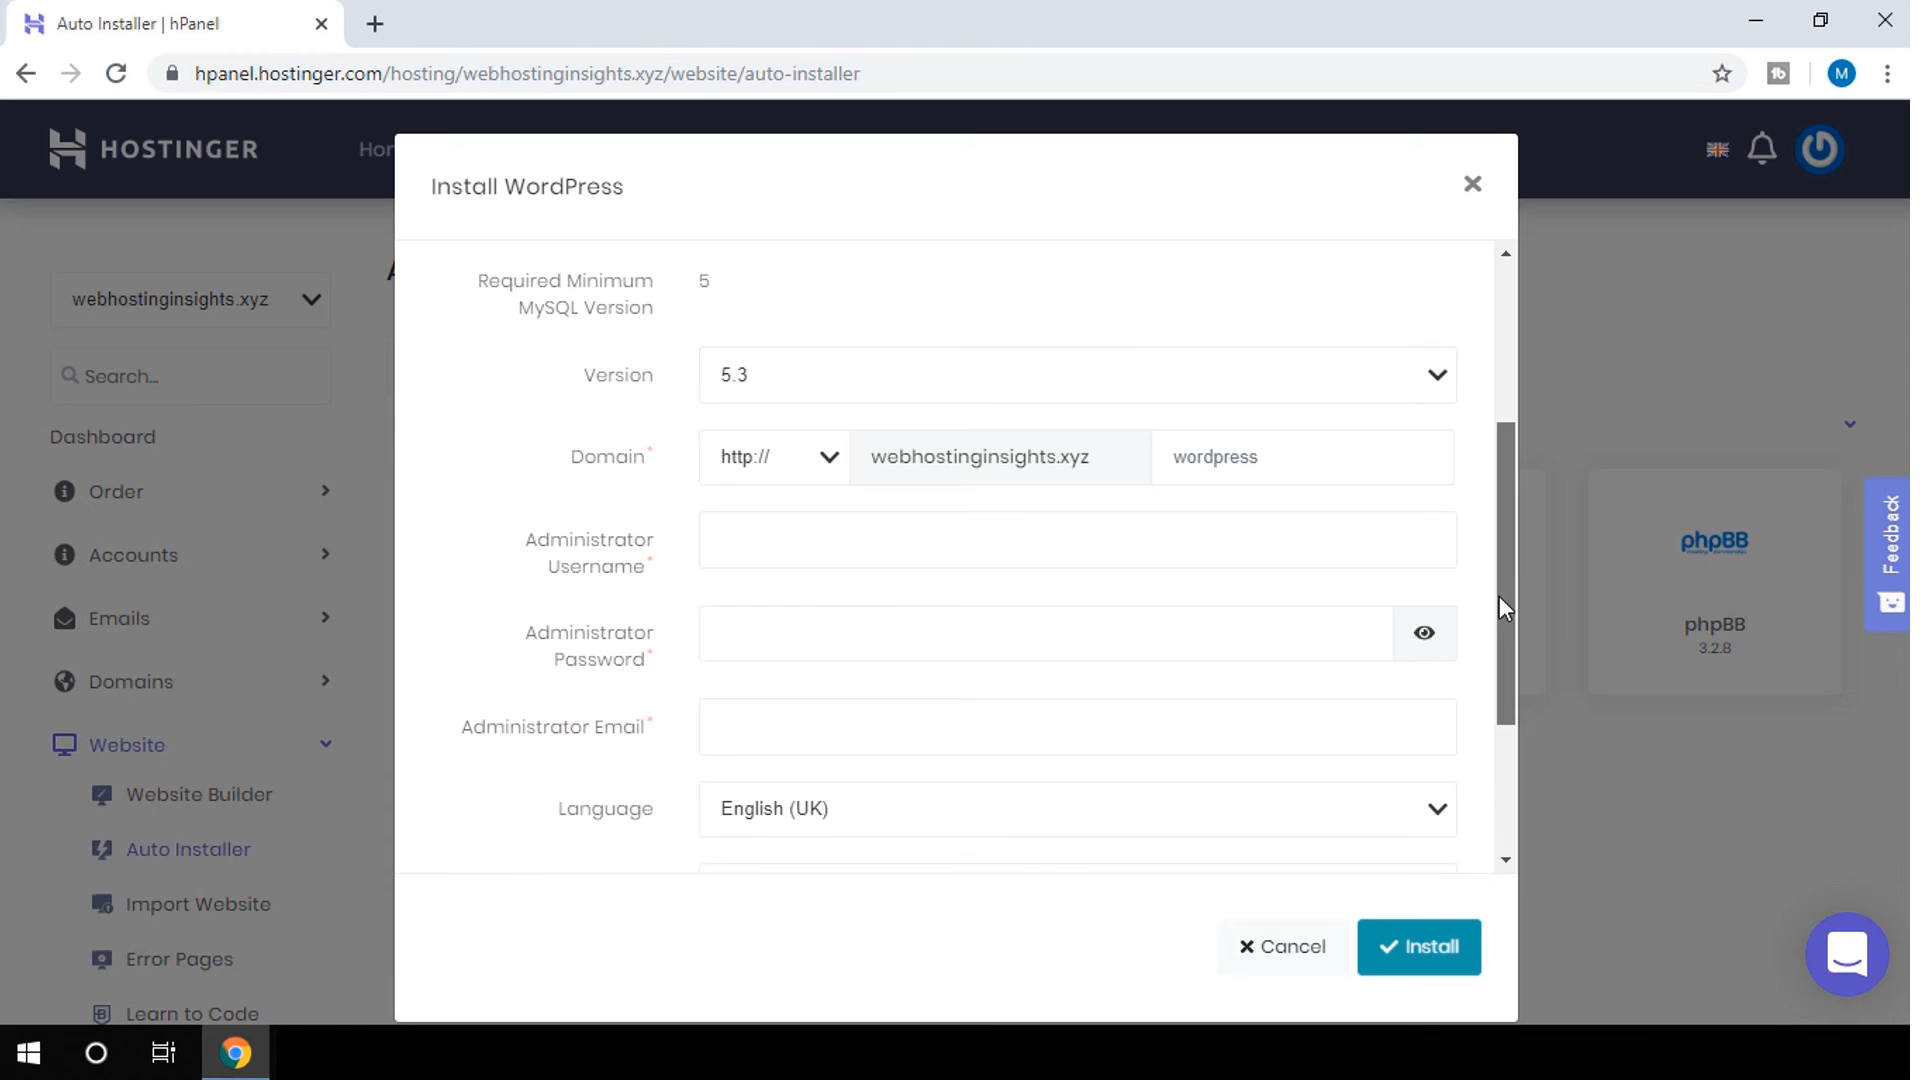 Auto Installer | hPanel
hpanel.hostinger.com/hosting/webhostinginsights.xyz/website/auto-installer
M
HOSTINGER
Hor
Install WordPress
webhostinginsights.xyz
Search...
Dashboard
Order
Accounts
Emails
Domains
Website
Website Builder
Auto Installer
Import Website
Error Pages
Learn to Code
A
Required Minimum
MySQL Version
5
Version
5.3
Domain*
http://
webhostinginsights.xyz
wordpress
Administrator
Username*
Administrator
Password*
Administrator Email*
Language
English (UK)
Cancel
Install
phpBB
phpBB
3.2.8
Feedback